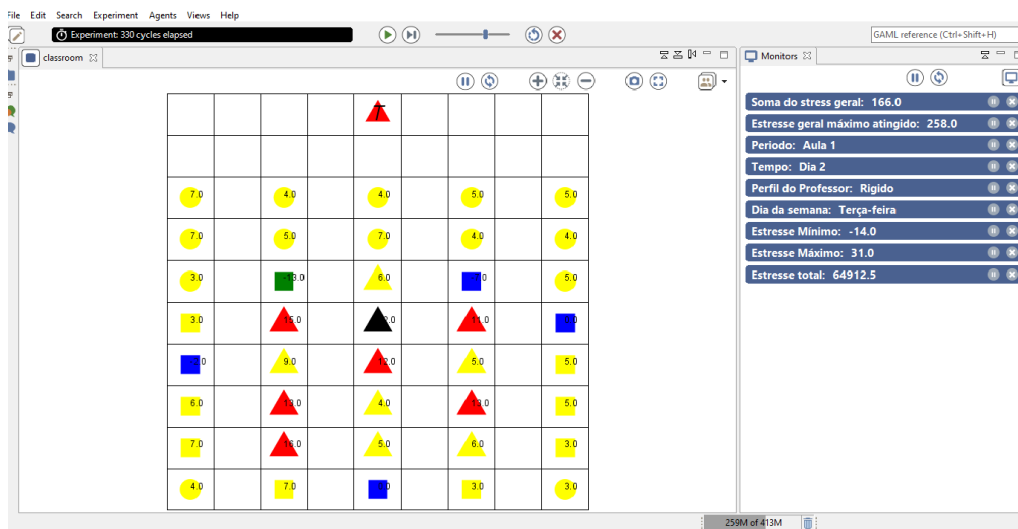 File Edit Search Experiment Agents Views Help
Experiment: 330 cycles elapsed
GAML reference (Ctrl+Shift+H)
classroom
Monitors
T
7.0 4.0 4.0 5.0 5.0
7.0 5.0 7.0 4.0 4.0
3.0 -13.0 6.0 5.0
3.0 15.0 11.0
9.0 12.0 5.0 5.0
6.0 4.0 5.0
7.0 5.0 6.0 3.0
4.0 7.0 3.0 3.0
Soma do stress geral: 166.0
Estresse geral máximo atingido: 258.0
Periodo: Aula 1
Tempo: Dia 2
Perfil do Professor: Rigido
Dia da semana: Terça-feira
Estresse Mínimo: -14.0
Estresse Máximo: 31.0
Estresse total: 64912.5
259M of 413M